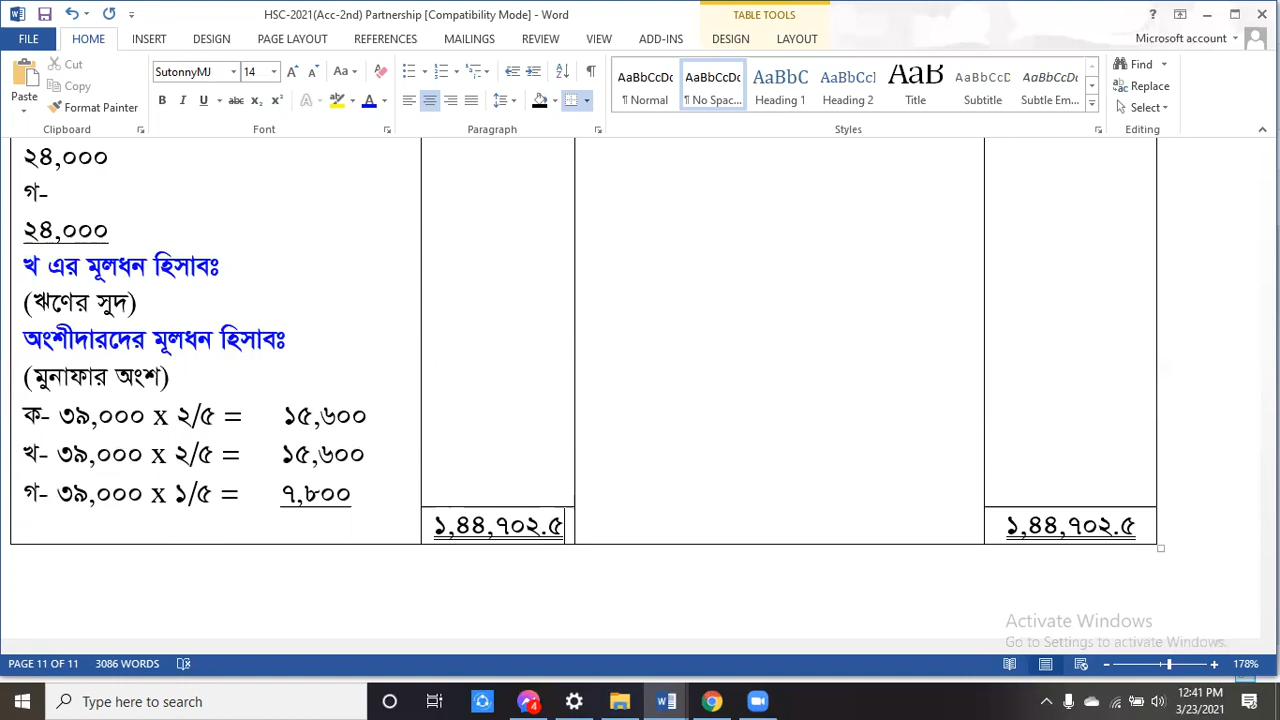 HSC-2021(Acc-2nd) Partnership [Compatibility Mode] - Word
TABLE TOOLS
FILE HOME INSERT DESIGN PAGE LAYOUT REFERENCES MAILINGS REVIEW VIEW ADD-INS DESIGN LAYOUT Microsoft account
Cut
Copy
Format Painter
Paste
SutonnyMJ 14
AaBbCcDc AaBbCcDc AaBbC AaBbCcl AaB AaBbCcDc AaBbCcDc
¶ Normal ¶ No Spac... Heading 1 Heading 2 Title Subtitle Subtle Em...
Find
Replace
Select
Clipboard Font Paragraph Styles Editing
২৪,০০০
গ-
২৪,০০০
খ এর মূলধন হিসাবঃ
(ঋণের সুদ)
অংশীদারদের মূলধন হিসাবঃ
(মুনাফার অংশ)
ক- ৩৯,০০০ x ২/৫ = ১৫,৬০০
খ- ৩৯,০০০ x ২/৫ = ১৫,৬০০
গ- ৩৯,০০০ x ১/৫ = ৭,৮০০
১,৪৪,৭০২.৫ ১,৪৪,৭০২.৫
Activate Windows
Go to Settings to activate Windows.
PAGE 11 OF 11 3086 WORDS 178%
Type here to search
4
12:41 PM
3/23/2021